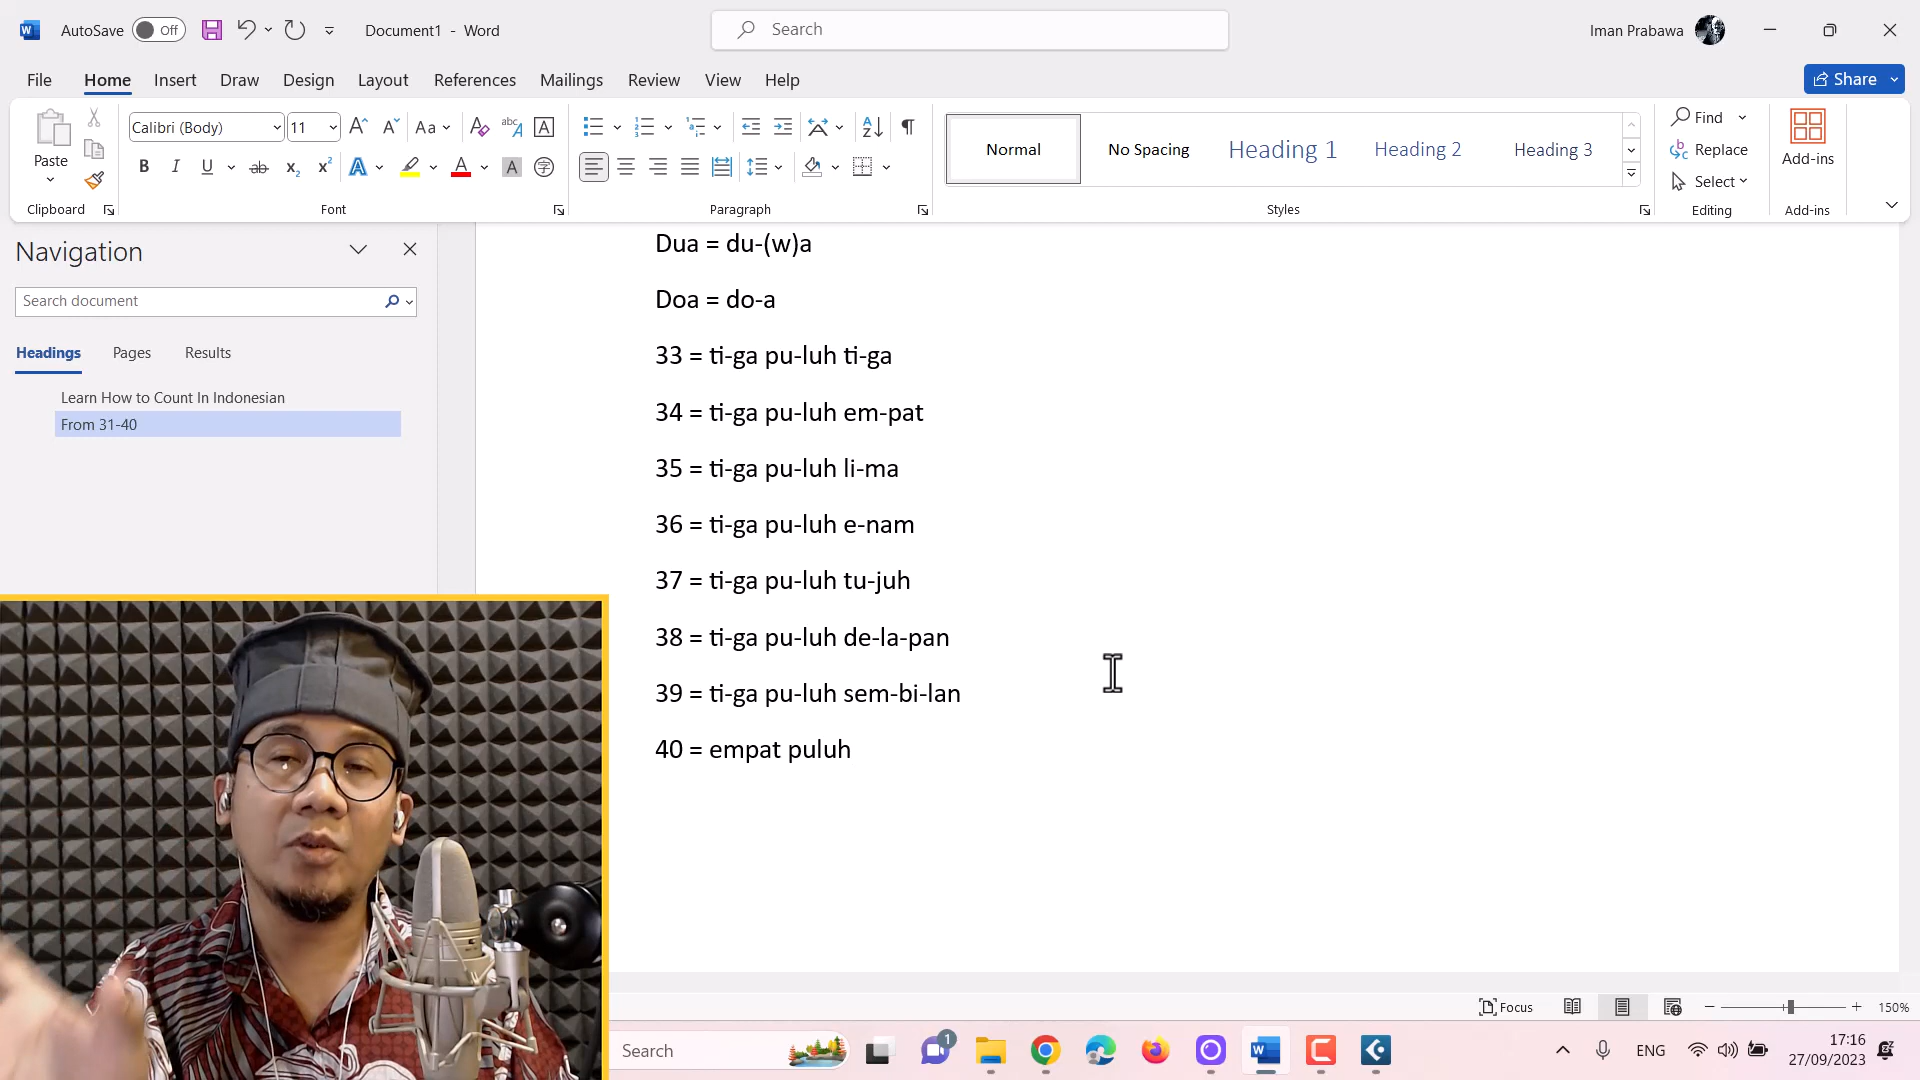 AutoSave Off Document1 - Word Search Iman Prabawa
File Home Insert Draw Design Layout References Mailings Review View Help Share
Calibri (Body) 11 Aa
Paste
Normal No Spacing Heading 1 Heading 2 Heading 3
Find
Replace
Select
Add-ins
Clipboard Font Paragraph Styles Editing Add-ins
Navigation
Search document
Headings Pages Results
Learn How to Count In Indonesian
From 31-40
Dua = du-(w)a
Doa = do-a
33 = ti-ga pu-luh ti-ga
34 = ti-ga pu-luh em-pat
35 = ti-ga pu-luh li-ma
36 = ti-ga pu-luh e-nam
37 = ti-ga pu-luh tu-juh
38 = ti-ga pu-luh de-la-pan
39 = ti-ga pu-luh sem-bi-lan
40 = empat puluh
Focus 150%
Search 1 ENG 17:16
27/09/2023